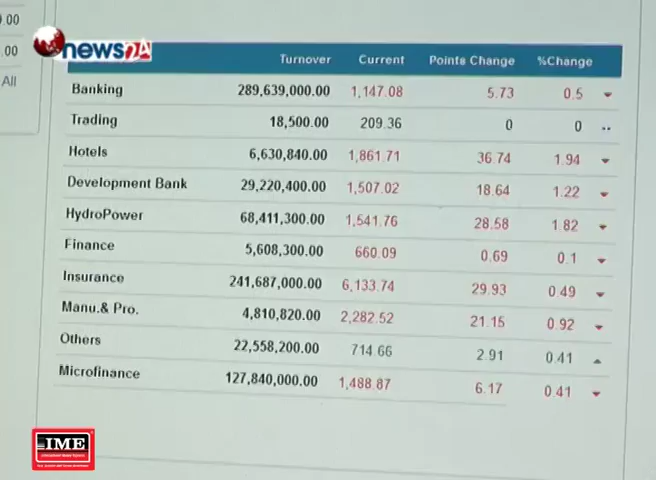 9.00
.00
All
news24
Turnover Current Points Change %Change
Banking 289,639,000.00 1,147.08 5.73 0.5
Trading 18,500.00 209.36 0 0
Hotels 6,630,840.00 1,861.71 36.74 1.94
Development Bank 29,220,400.00 1,507.02 18.64 1.22
HydroPower 68,411,300.00 1,541.76 28.58 1.82
Finance 5,608,300.00 660.09 0.69 0.1
Insurance 241,687,000.00 6,133.74 29.93 0.49
Manu.& Pro. 4,810,820.00 2,282.52 21.15 0.92
Others 22,558,200.00 714.66 2.91 0.41
Microfinance 127,840,000.00 1,488.87 6.17 0.41
IME